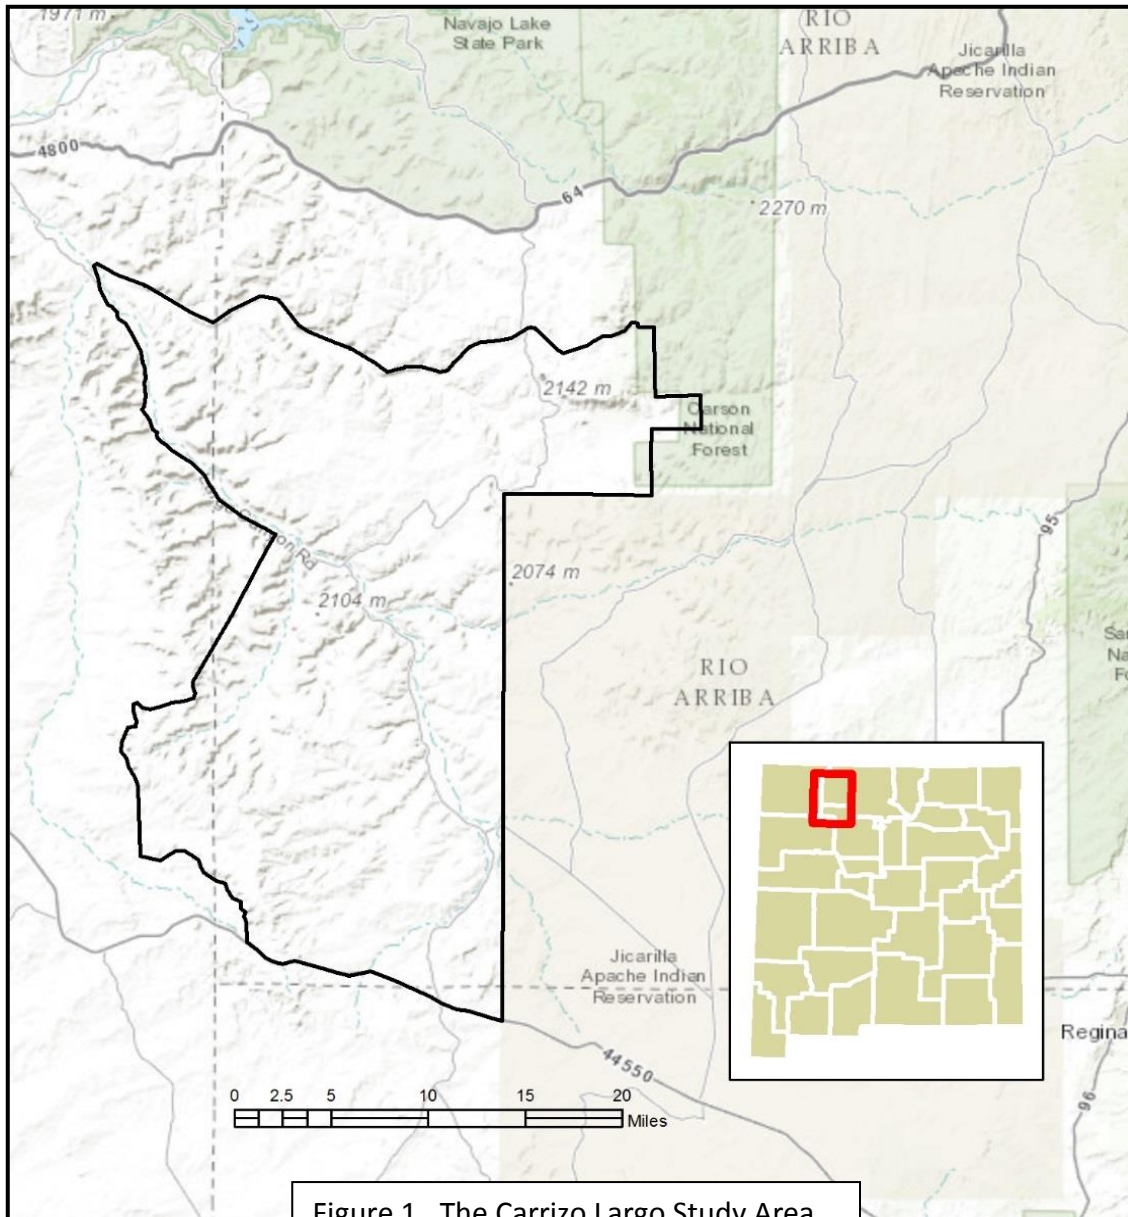 1971 m
Navajo Lake
State Park
RIO
ARRIBA
Jicarilla
Apache Indian
Reservation
4800
64
2270 m
2142 m
Carson
National
Forest
Canyon Rd
2074 m
2104 m
95
RIO
ARRIBA
Jicarilla
Apache Indian
Reservation
Regina
44550
96
0 2.5 5 10 15 20
Miles
Figure 1. The Carrizo Largo Study Area